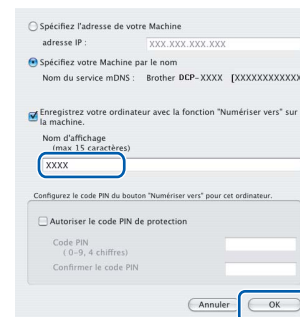 Spécifiez l'adresse de votre Machine
adresse IP : XXX.XXX.XXX.XXX
Spécifiez votre Machine par le nom
Nom du service mDNS : Brother DCP-XXXX [XXXXXXXXXXX
Enregistrez votre ordinateur avec la fonction "Numériser vers" sur
la machine.
Nom d'affichage
(max 15 caractères)
XXXX
Configurez le code PIN du bouton "Numériser vers" pour cet ordinateur.
Autoriser le code PIN de protection
Code PIN
( 0–9, 4 chiffres)
Confirmer le code PIN
Annuler OK